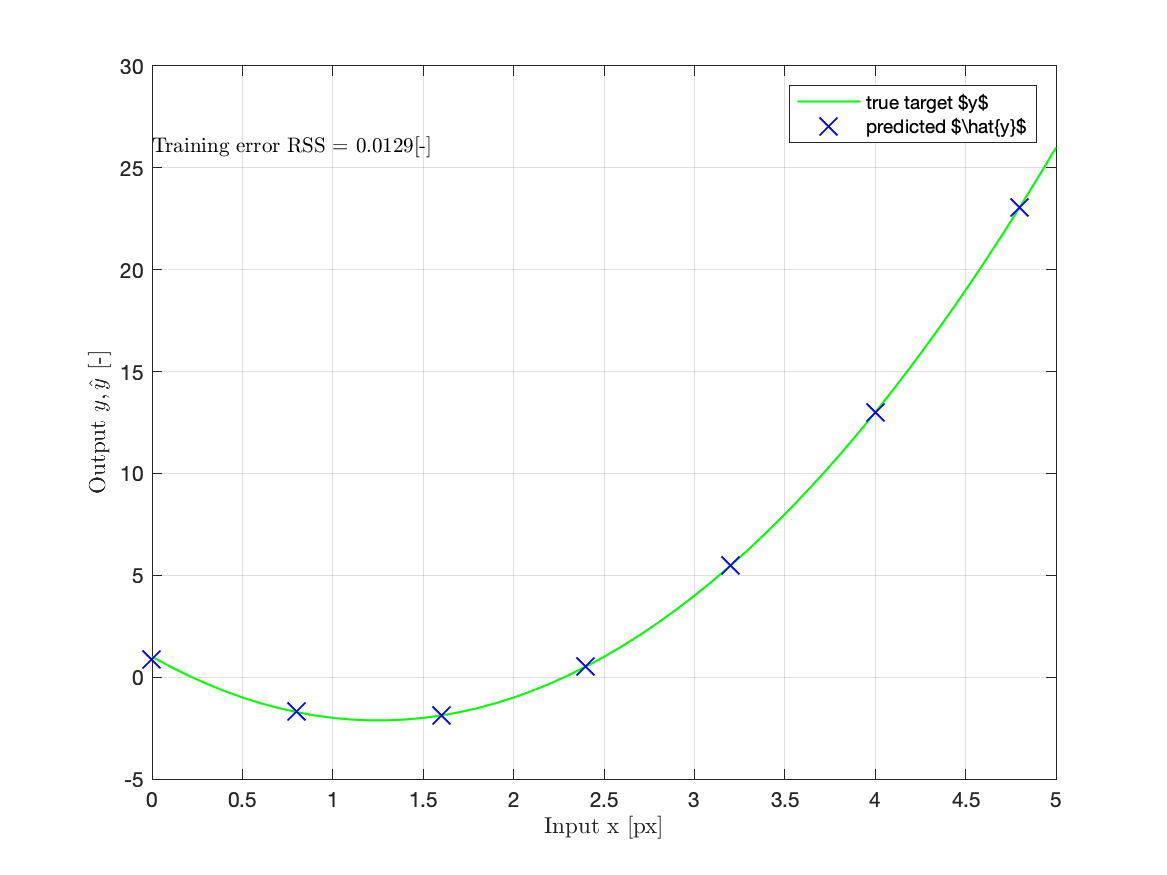 30
true target $y$
predicted $\hat{y}$
Training error RSS = 0.0129[-]
25
20
15
10
5
0
-5
Output y, ŷ [-]
0 0.5 1 1.5 2 2.5 3 3.5 4 4.5 5
Input x [px]